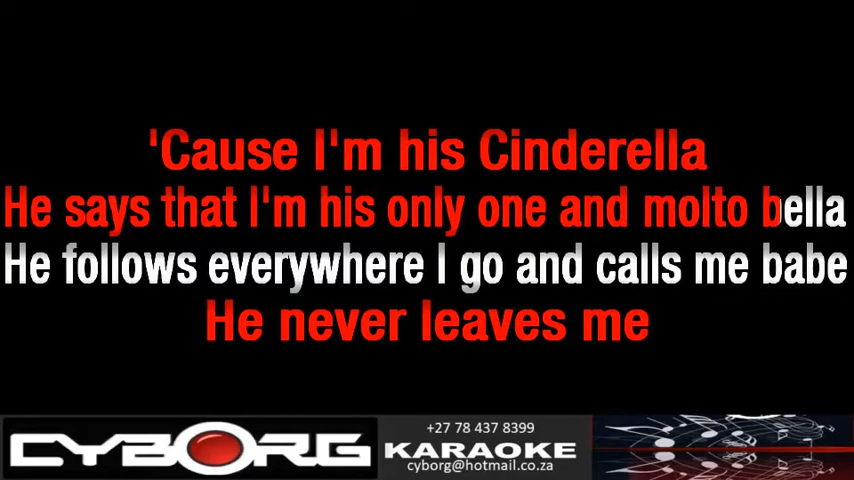 'Cause I'm his Cinderella
He says that I'm his only one and molto bella
He follows everywhere I go and calls me babe
He never leaves me
CYBORG
+27 78 437 8399
KARAOKE
cyborg@hotmail.co.za